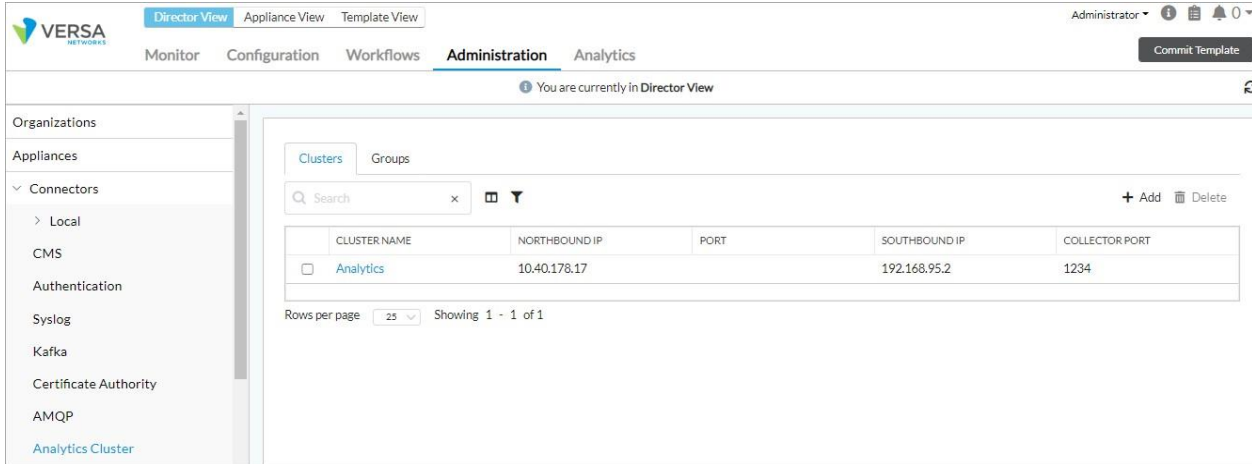 VERSA
NETWORKS
Director View Appliance View Template View
Administrator 0
Monitor Configuration Workflows Administration Analytics
Commit Template
You are currently in Director View
Organizations
Appliances
Connectors
Local
CMS
Authentication
Syslog
Kafka
Certificate Authority
AMQP
Analytics Cluster
Clusters Groups
Search × + Add Delete
CLUSTER NAME NORTHBOUND IP PORT SOUTHBOUND IP COLLECTOR PORT
Analytics 10.40.178.17 192.168.95.2 1234
Rows per page 25 Showing 1 - 1 of 1